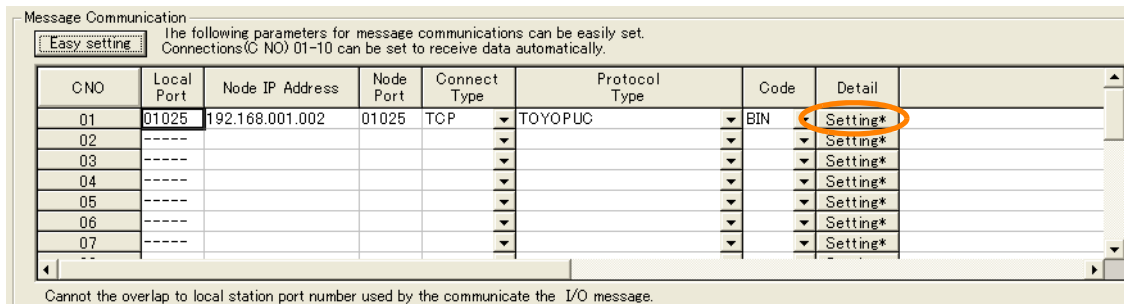 Message Communication
Easy setting
The following parameters for message communications can be easily set.
Connections(C NO) 01-10 can be set to receive data automatically.
CNO Local Port Node IP Address Node Port Connect Type Protocol Type Code Detail
01 01025 192.168.001.002 01025 TCP TOYOPUC BIN Setting*
02 ----- Setting*
03 ----- Setting*
04 ----- Setting*
05 ----- Setting*
06 ----- Setting*
07 ----- Setting*
Cannot the overlap to local station port number used by the communicate the I/O message.